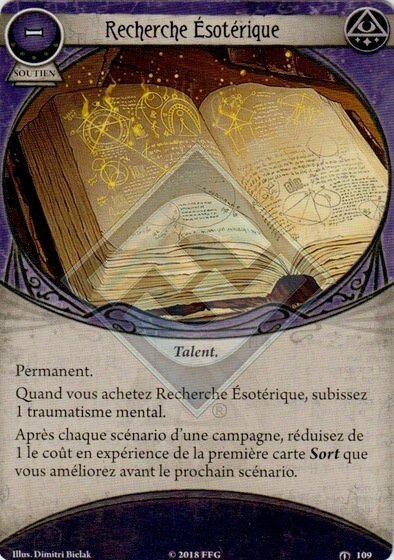 Recherche Ésotérique
SOUTIEN
Talent.
Permanent.
Quand vous achetez Recherche Ésotérique, subissez
1 traumatisme mental.
Après chaque scénario d'une campagne, réduisez de
1 le coût en expérience de la première carte Sort que
vous améliorez avant le prochain scénario.
Illus. Dimitri Bielak
© 2018 FFG
109